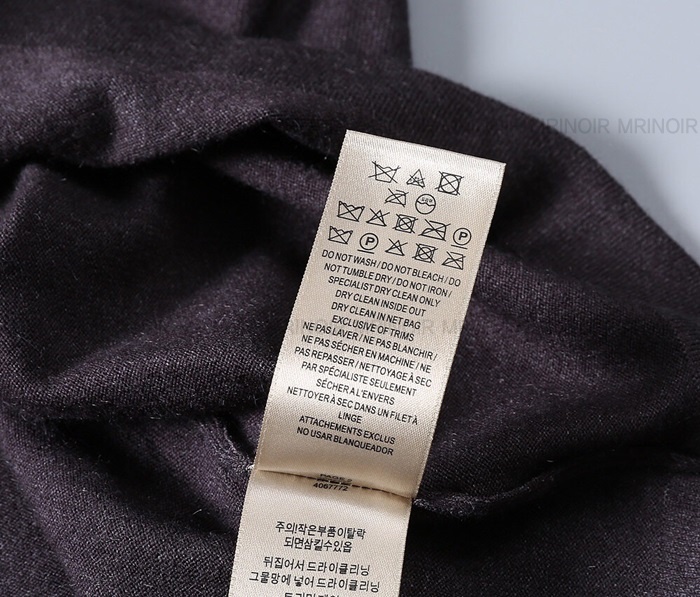 MRINOIR MRINOIR
P
P
DO NOT WASH / DO NOT BLEACH / DO
NOT TUMBLE DRY / DO NOT IRON /
SPECIALIST DRY CLEAN ONLY
DRY CLEAN INSIDE OUT
DRY CLEAN IN NET BAG
EXCLUSIVE OF TRIMS
NE PAS LAVER / NE PAS BLANCHIR /
NE PAS SÉCHER EN MACHINE / NE
PAS REPASSER / NETTOYAGE À SEC
PAR SPÉCIALISTE SEULEMENT
SÉCHER A L'ENVERS
NETTOYER À SEC DANS UN FILET À
LINGE
ATTACHEMENTS EXCLUS
NO USAR BLANQUEADOR
4067772
주의!작은부품이탈락
되면삼킬수있음
뒤집어서드라이클리닝
그물망에넣어드라이클리닝